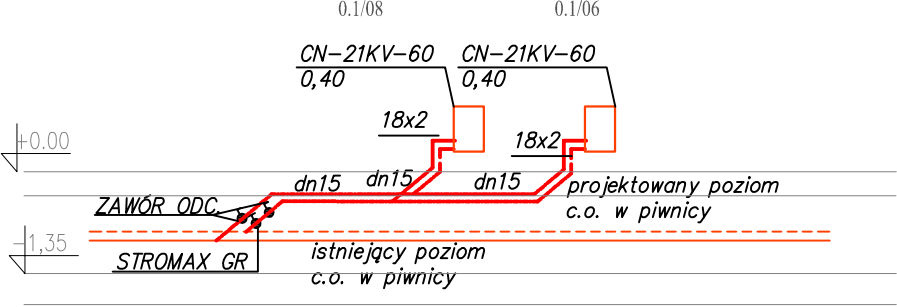 0.1/08 0.1/06
CN-21KV-60 CN-21KV-60
0,40 0,40
18x2
18x2
+0.00
dn15 dn15 dn15
projektowany poziom
c.o. w piwnicy
ZAWÓR ODC.
-1,35
istniejący poziom
c.o. w piwnicy
STROMAX GR